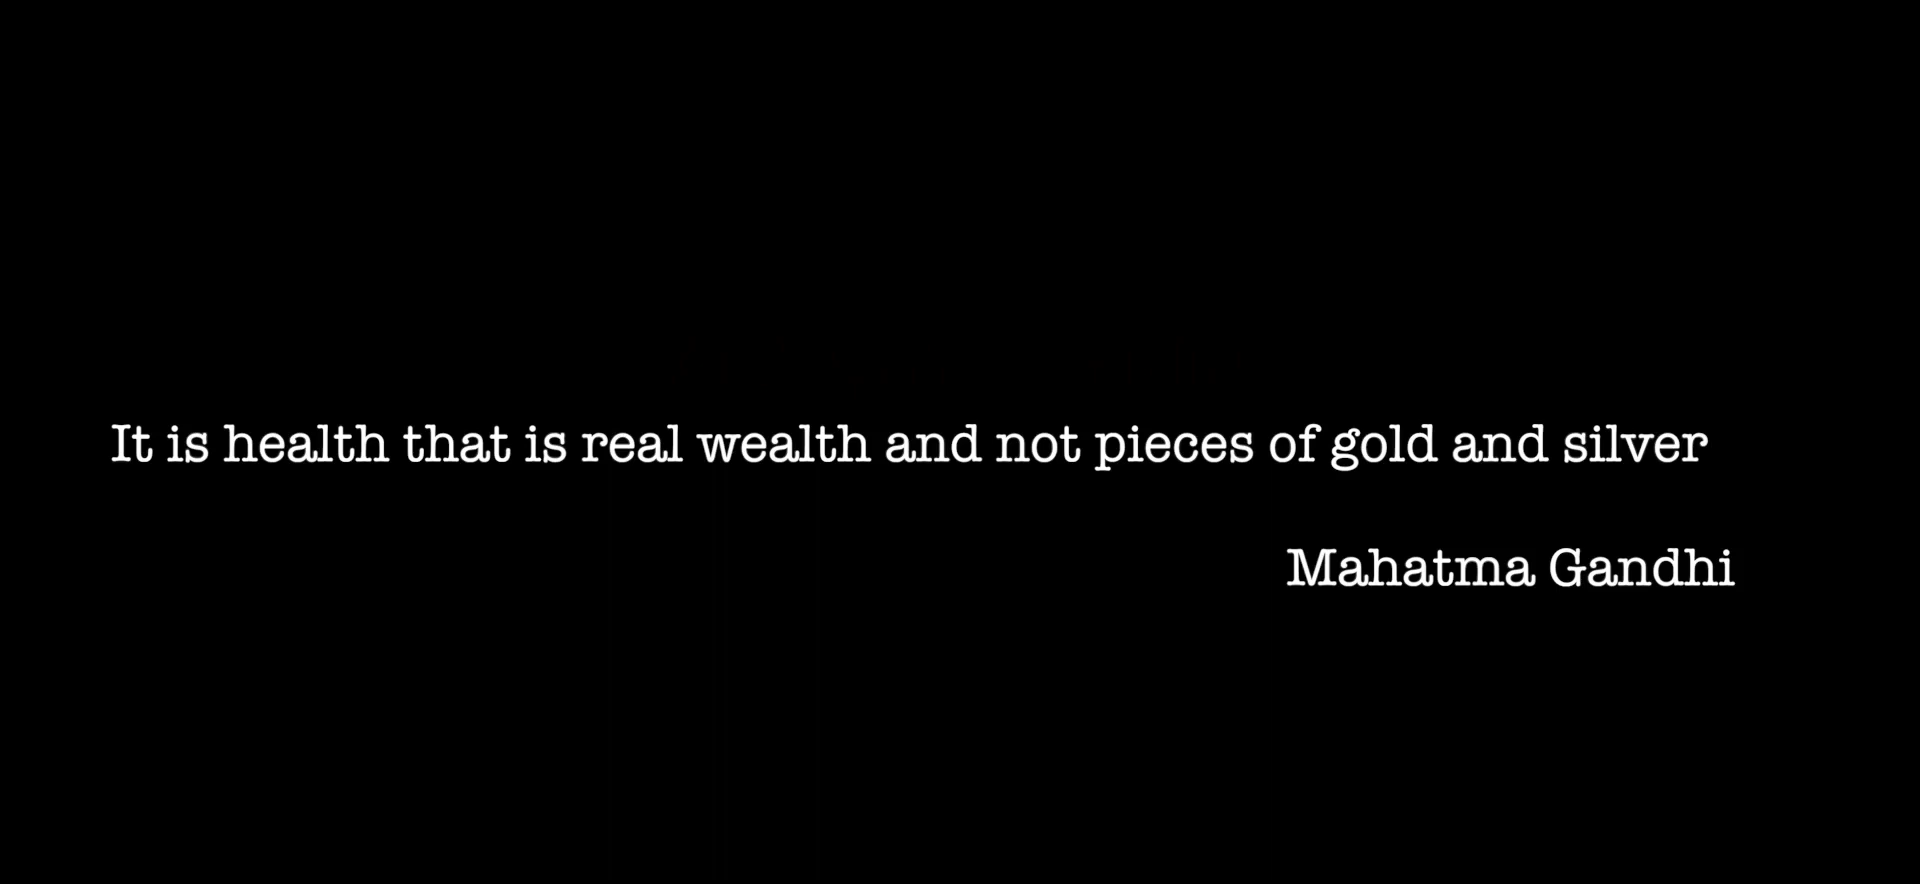 It is health that is real wealth and not pieces of gold and silver
Mahatma Gandhi